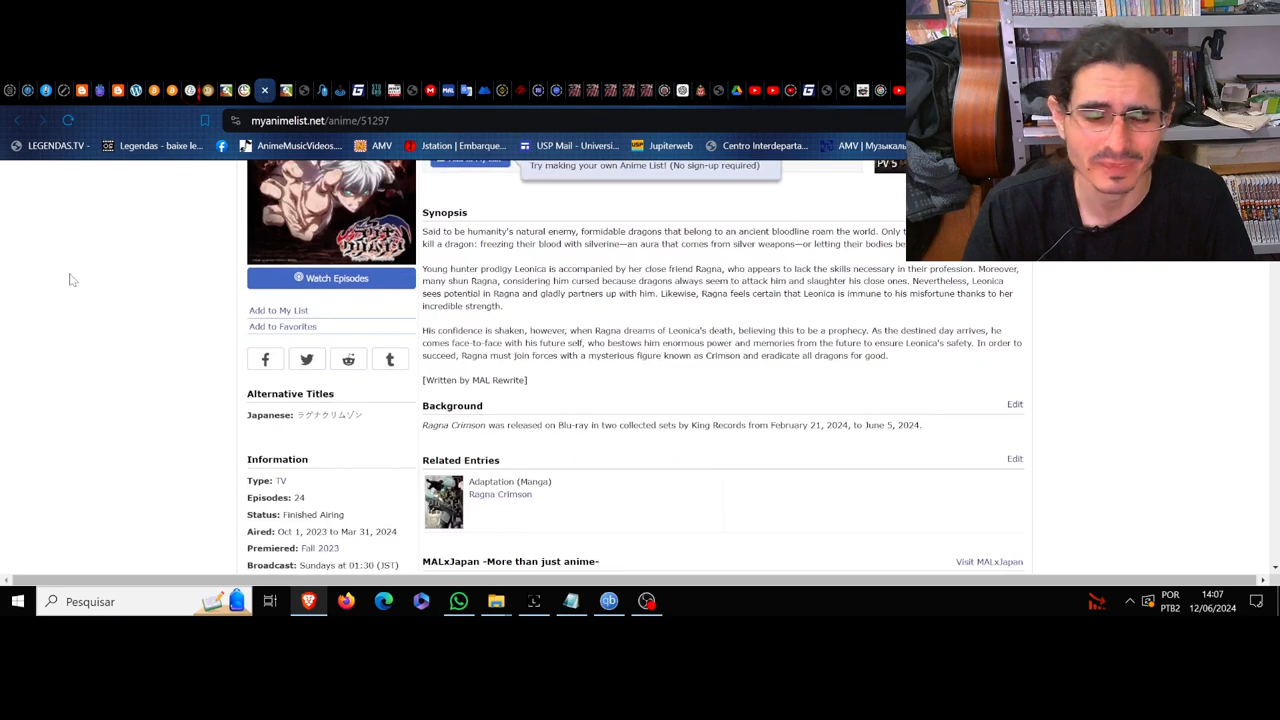 myanimelist.net/anime/51297
LEGENDAS.TV -
Legendas - baixe le...
AnimeMusicVideos....
AMV
Jstation | Embarque...
USP Mail - Universi...
Jupiterweb
Centro Interdeparta...
AMV | Музыкаль
Try making your own Anime List! (No sign-up required)
PV 5
Synopsis
Said to be humanity's natural enemy, formidable dragons that belong to an ancient bloodline roam the world. Only t
kill a dragon: freezing their blood with silverine—an aura that comes from silver weapons—or letting their bodies be
Watch Episodes
Young hunter prodigy Leonica is accompanied by her close friend Ragna, who appears to lack the skills necessary in their profession. Moreover,
many shun Ragna, considering him cursed because dragons always seem to attack him and slaughter his close ones. Nevertheless, Leonica
sees potential in Ragna and gladly partners up with him. Likewise, Ragna feels certain that Leonica is immune to his misfortune thanks to her
incredible strength.
Add to My List
Add to Favorites
His confidence is shaken, however, when Ragna dreams of Leonica's death, believing this to be a prophecy. As the destined day arrives, he
comes face-to-face with his future self, who bestows him enormous power and memories from the future to ensure Leonica's safety. In order to
succeed, Ragna must join forces with a mysterious figure known as Crimson and eradicate all dragons for good.
[Written by MAL Rewrite]
Alternative Titles
Japanese: ラグナクリムゾン
Background
Edit
Ragna Crimson was released on Blu-ray in two collected sets by King Records from February 21, 2024, to June 5, 2024.
Information
Related Entries
Edit
Type: TV
Adaptation (Manga)
Ragna Crimson
Episodes: 24
Status: Finished Airing
Aired: Oct 1, 2023 to Mar 31, 2024
Premiered: Fall 2023
Broadcast: Sundays at 01:30 (JST)
MALxJapan -More than just anime-
Visit MALxJapan
Pesquisar
POR
PTB2
14:07
12/06/2024